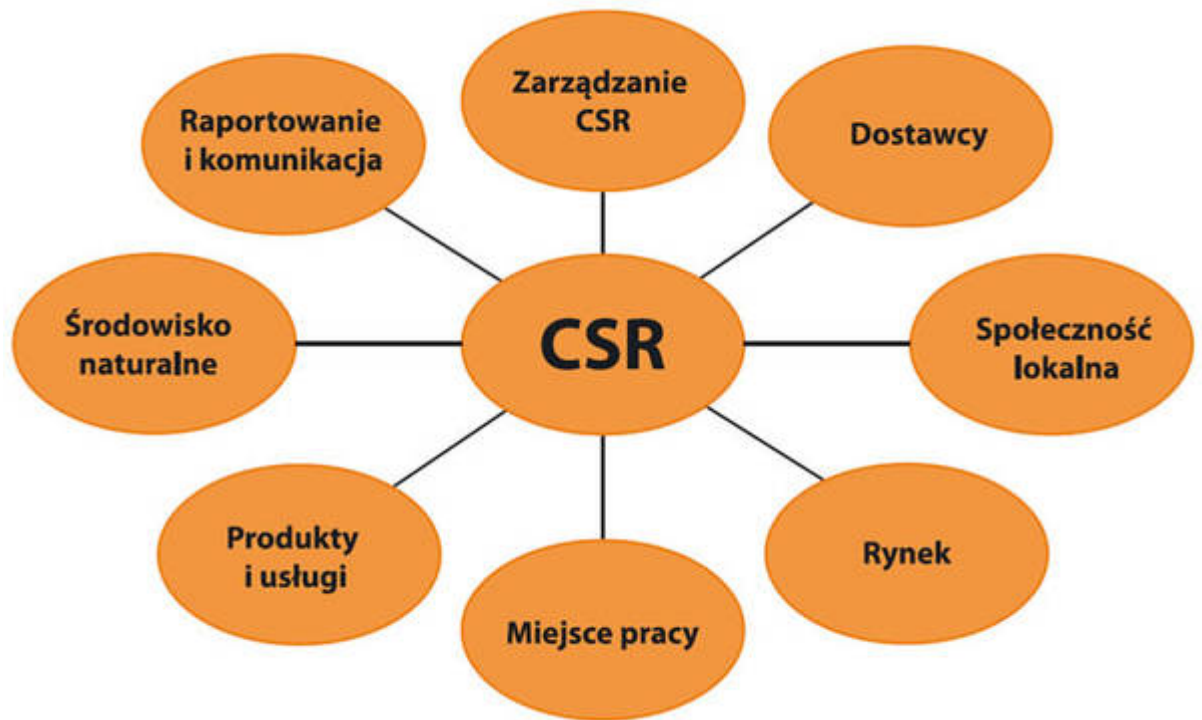 Zarządzanie
CSR
Raportowanie
i komunikacja
Dostawcy
Środowisko
naturalne
CSR
Społeczność
lokalna
Produkty
i usługi
Rynek
Miejsce pracy